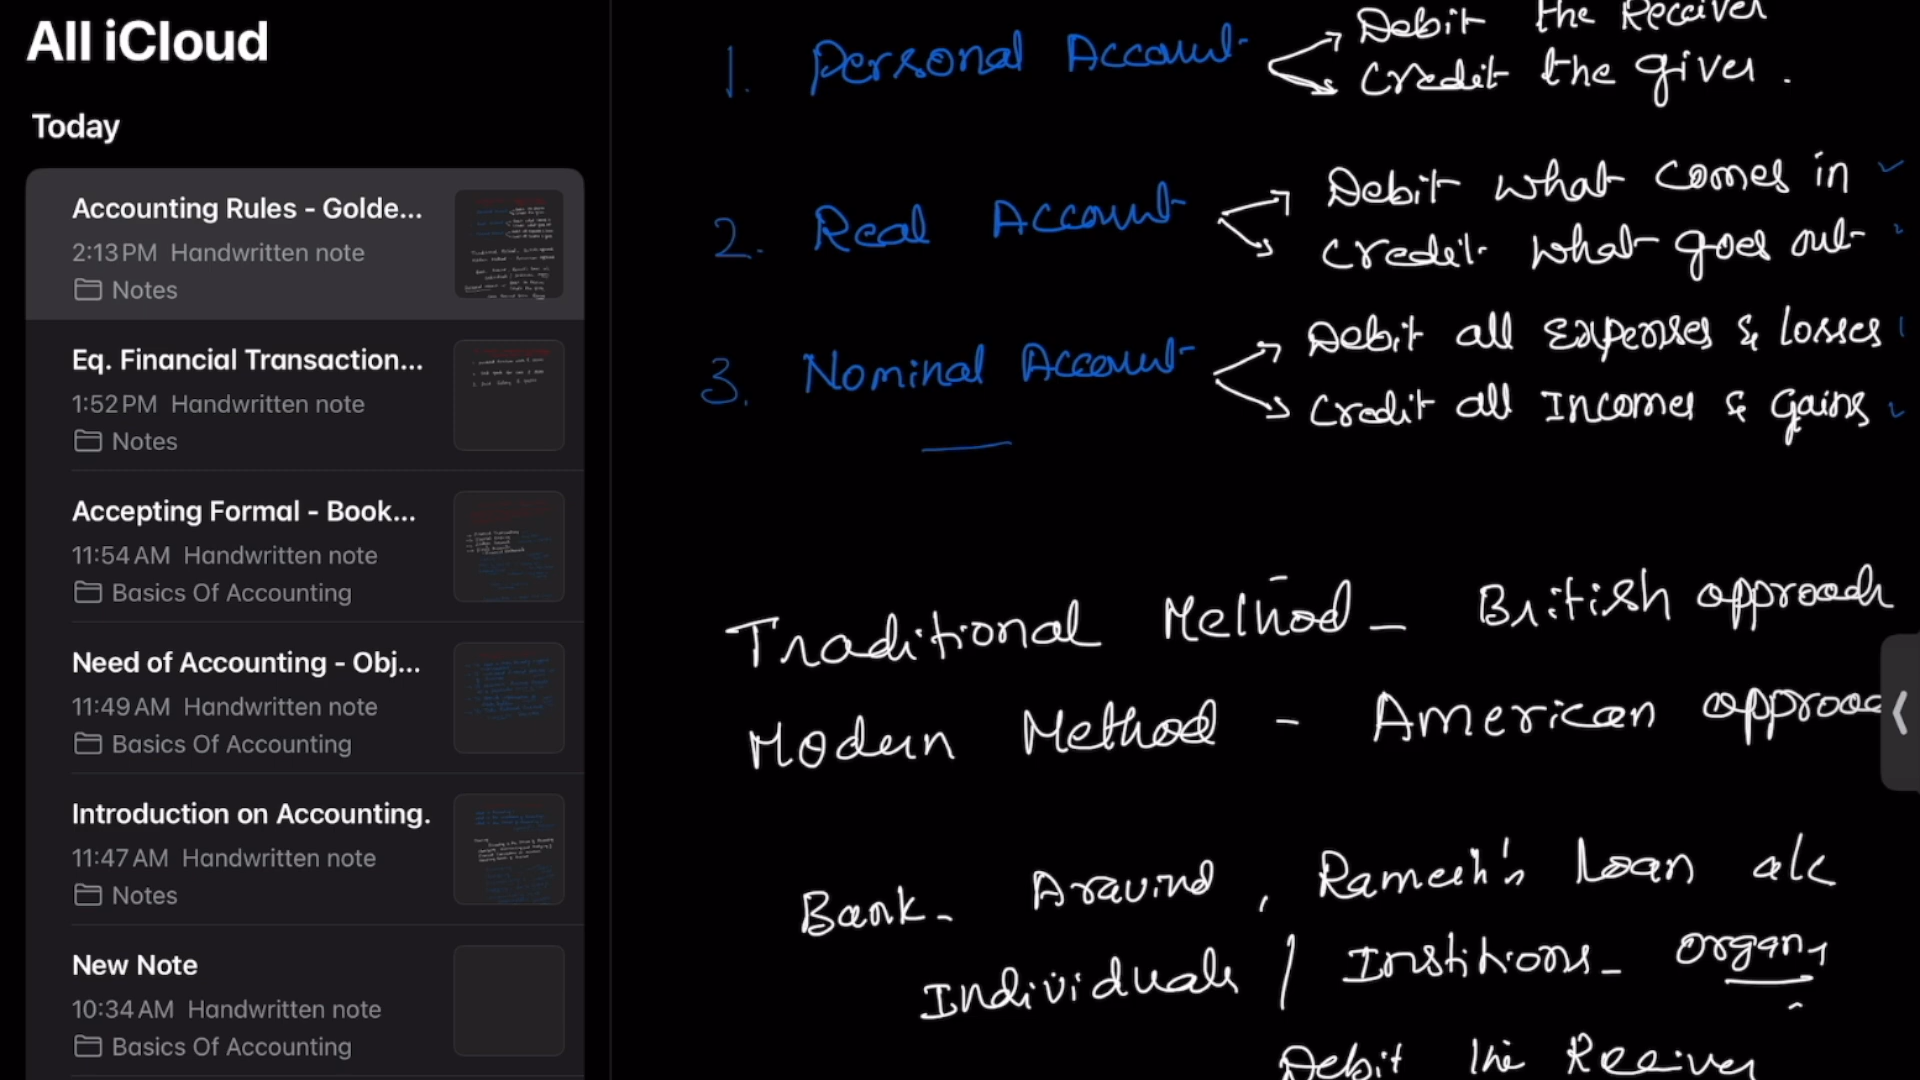 All iCloud
Today
Accounting Rules - Golde...
2:13 PM Handwritten note
Notes
Eq. Financial Transaction...
1:52 PM Handwritten note
Notes
Accepting Formal - Book...
11:54 AM Handwritten note
Basics Of Accounting
Need of Accounting - Obj...
11:49 AM Handwritten note
Basics Of Accounting
Introduction on Accounting.
11:47 AM Handwritten note
Notes
New Note
10:34 AM Handwritten note
Basics Of Accounting
Debit the Receiver
1. Personal Account
Credit the giver.
Debit what comes in
2. Real Account
Credit what goes out
Debit all Expenses & losses
3. Nominal Account
Credit all Incomes & gains
Traditional Method - British approach
Modern Method - American approac
Bank - Aravind, Ramesh's Loan a/c
Individuals / Institions - organ
Debit the Receiver